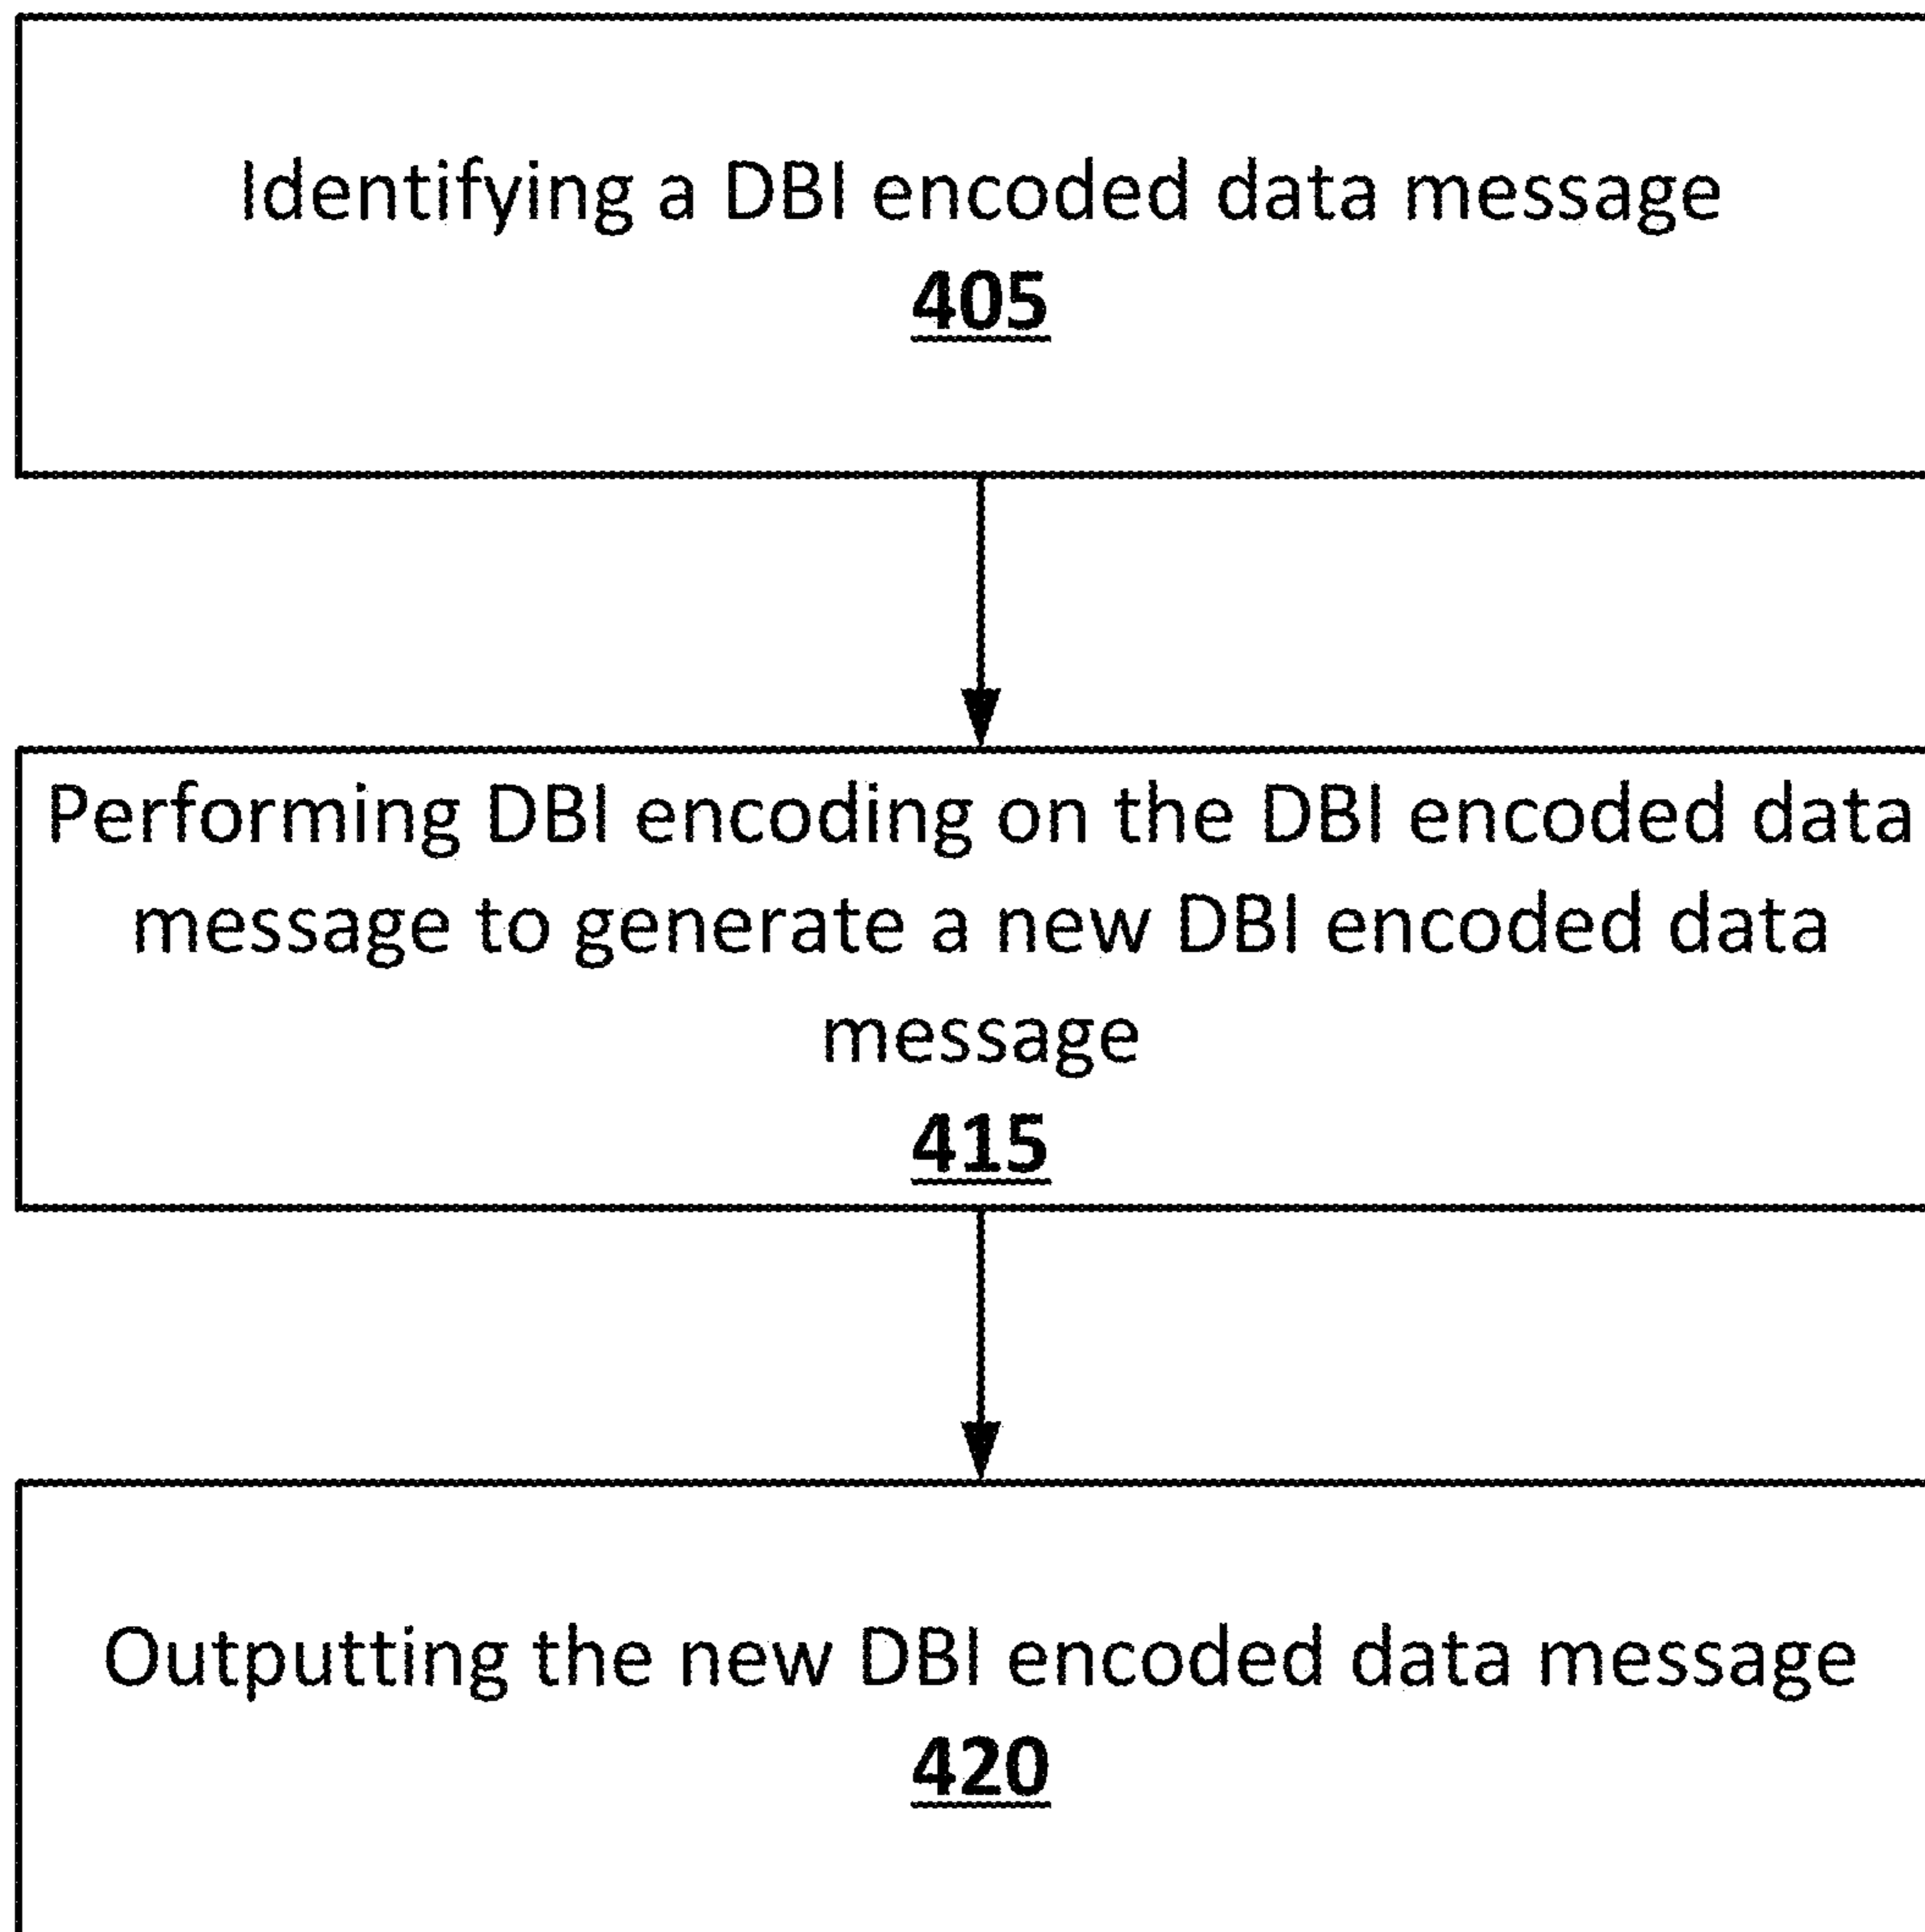 Identifying a DBI encoded data message
405
Performing DBI encoding on the DBI encoded data
message to generate a new DBI encoded data
message
415
Outputting the new DBI encoded data message
420